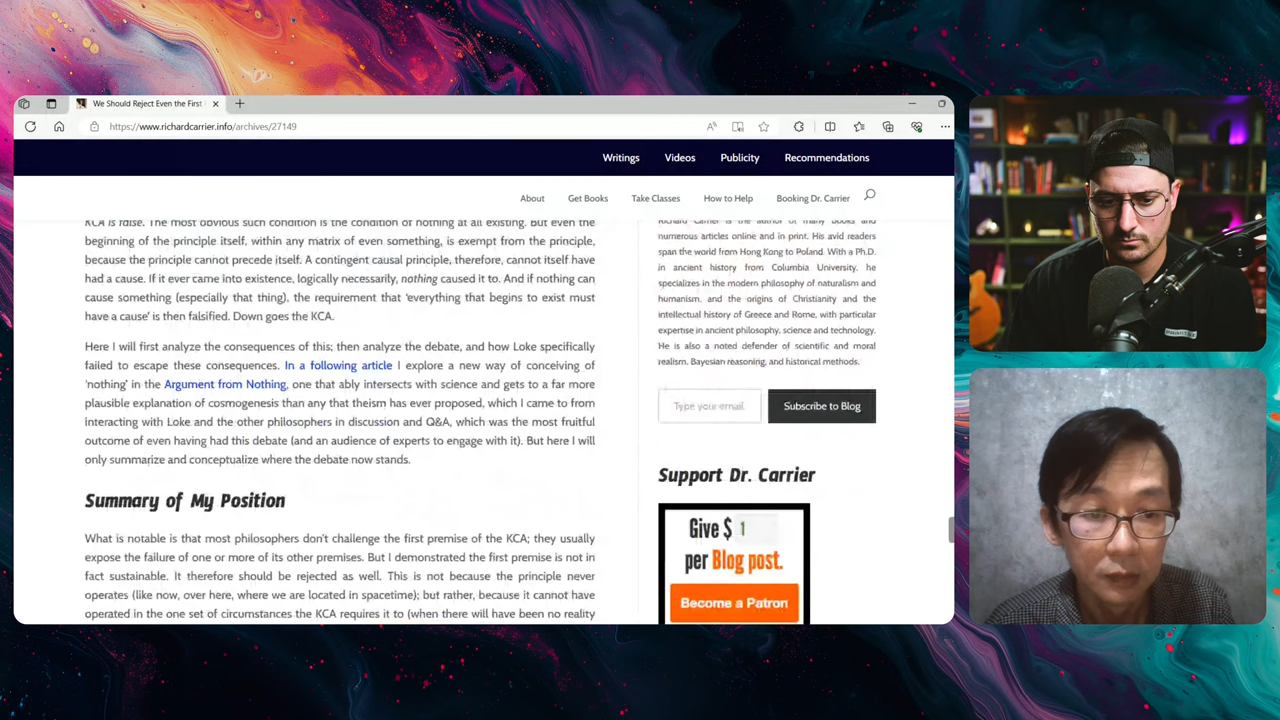 We Should Reject Even the First
https://www.richardcarrier.info/archives/27149
Writings Videos Publicity Recommendations
About Get Books Take Classes How to Help Booking Dr. Carrier
KCA is false. The most obvious such condition is the condition of nothing at all existing. But even the
beginning of the principle itself, within any matrix of even something, is exempt from the principle,
because the principle cannot precede itself. A contingent causal principle, therefore, cannot itself have
had a cause. If it ever came into existence, logically necessarily, nothing caused it to. And if nothing can
cause something (especially that thing), the requirement that 'everything that begins to exist must
have a cause' is then falsified. Down goes the KCA.
Here I will first analyze the consequences of this; then analyze the debate, and how Loke specifically
failed to escape these consequences. In a following article I explore a new way of conceiving of
'nothing' in the Argument from Nothing, one that ably intersects with science and gets to a far more
plausible explanation of cosmogenesis than any that theism has ever proposed, which I came to from
interacting with Loke and the other philosophers in discussion and Q&A, which was the most fruitful
outcome of even having had this debate (and an audience of experts to engage with it). But here I will
only summarize and conceptualize where the debate now stands.
Summary of My Position
What is notable is that most philosophers don't challenge the first premise of the KCA; they usually
expose the failure of one or more of its other premises. But I demonstrated the first premise is not in
fact sustainable. It therefore should be rejected as well. This is not because the principle never
operates (like now, over here, where we are located in spacetime); but rather, because it cannot have
operated in the one set of circumstances the KCA requires it to (when there will have been no reality
Richard Carrier is the author of many books and
numerous articles online and in print. His avid readers
span the world from Hong Kong to Poland. With a Ph.D.
in ancient history from Columbia University, he
specializes in the modern philosophy of naturalism and
humanism, and the origins of Christianity and the
intellectual history of Greece and Rome, with particular
expertise in ancient philosophy, science and technology.
He is also a noted defender of scientific and moral
realism, Bayesian reasoning, and historical methods.
Type your email
Subscribe to Blog
Support Dr. Carrier
Give $ 1
per Blog post.
Become a Patron